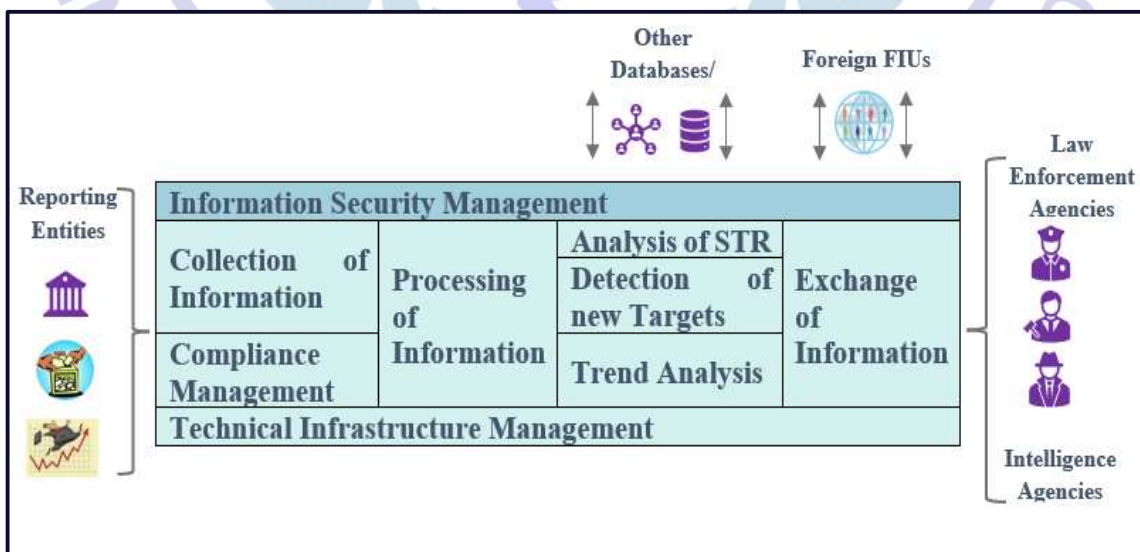 Other
Databases/
Foreign FIUs
Reporting
Entities
Information Security Management
Collection of
Information
Compliance
Management
Processing
of
Information
Analysis of STR
Detection of
new Targets
Trend Analysis
Exchange
of
Information
Technical Infrastructure Management
Law
Enforcement
Agencies
Intelligence
Agencies